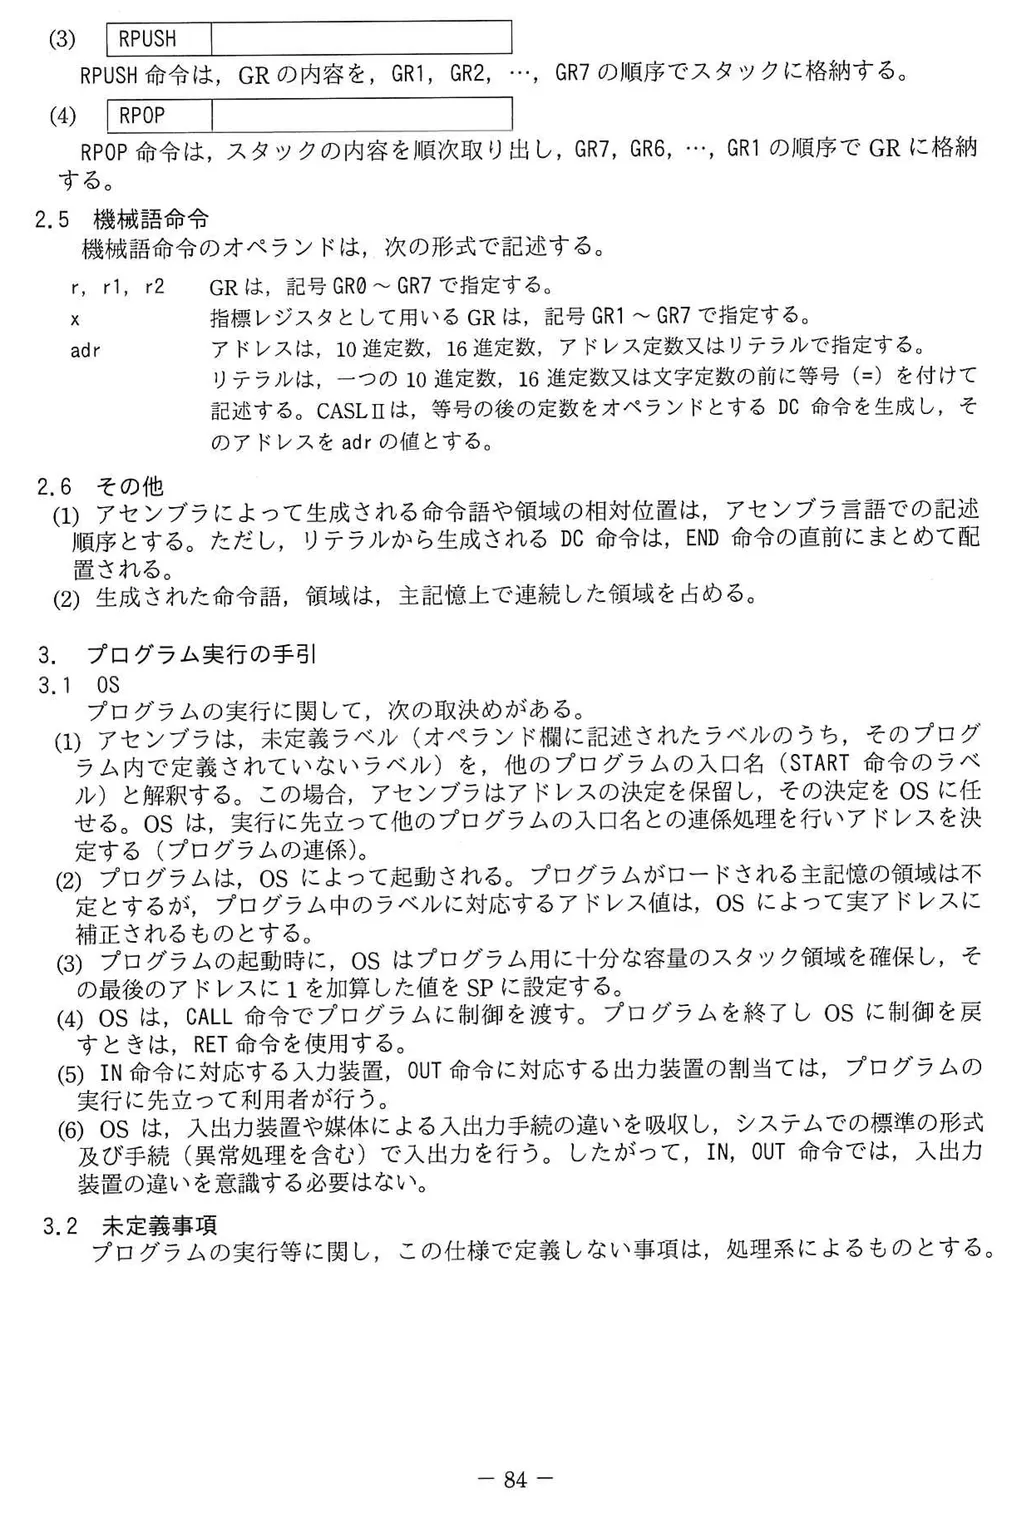 (3) RPUSH
RPUSH 命令は，GR の内容を，GR1，GR2，…，GR7 の順序でスタックに格納する。
(4) RPOP
RPOP 命令は，スタックの内容を順次取り出し，GR7，GR6，…，GR1 の順序で GR に格納
する。
2.5 機械語命令
機械語命令のオペランドは，次の形式で記述する。
r，r1，r2 GR は，記号 GR0 ～ GR7 で指定する。
x 指標レジスタとして用いる GR は，記号 GR1 ～ GR7 で指定する。
adr アドレスは，10 進定数，16 進定数，アドレス定数又はリテラルで指定する。
リテラルは，一つの 10 進定数，16 進定数又は文字定数の前に等号（=）を付けて
記述する。CASLⅡは，等号の後の定数をオペランドとする DC 命令を生成し，そ
のアドレスを adr の値とする。
2.6 その他
(1) アセンブラによって生成される命令語や領域の相対位置は，アセンブラ言語での記述
順序とする。ただし，リテラルから生成される DC 命令は，END 命令の直前にまとめて配
置される。
(2) 生成された命令語，領域は，主記憶上で連続した領域を占める。
3. プログラム実行の手引
3.1 OS
プログラムの実行に関して，次の取決めがある。
(1) アセンブラは，未定義ラベル（オペランド欄に記述されたラベルのうち，そのプログ
ラム内で定義されていないラベル）を，他のプログラムの入口名（START 命令のラベ
ル）と解釈する。この場合，アセンブラはアドレスの決定を保留し，その決定を OS に任
せる。OS は，実行に先立って他のプログラムの入口名との連係処理を行いアドレスを決
定する（プログラムの連係）。
(2) プログラムは，OS によって起動される。プログラムがロードされる主記憶の領域は不
定とするが，プログラム中のラベルに対応するアドレス値は，OS によって実アドレスに
補正されるものとする。
(3) プログラムの起動時に，OS はプログラム用に十分な容量のスタック領域を確保し，そ
の最後のアドレスに 1 を加算した値を SP に設定する。
(4) OS は，CALL 命令でプログラムに制御を渡す。プログラムを終了し OS に制御を戻
すときは，RET 命令を使用する。
(5) IN 命令に対応する入力装置，OUT 命令に対応する出力装置の割当ては，プログラムの
実行に先立って利用者が行う。
(6) OS は，入出力装置や媒体による入出力手続の違いを吸収し，システムでの標準の形式
及び手続（異常処理を含む）で入出力を行う。したがって，IN，OUT 命令では，入出力
装置の違いを意識する必要はない。
3.2 未定義事項
プログラムの実行等に関し，この仕様で定義しない事項は，処理系によるものとする。
－ 84 －